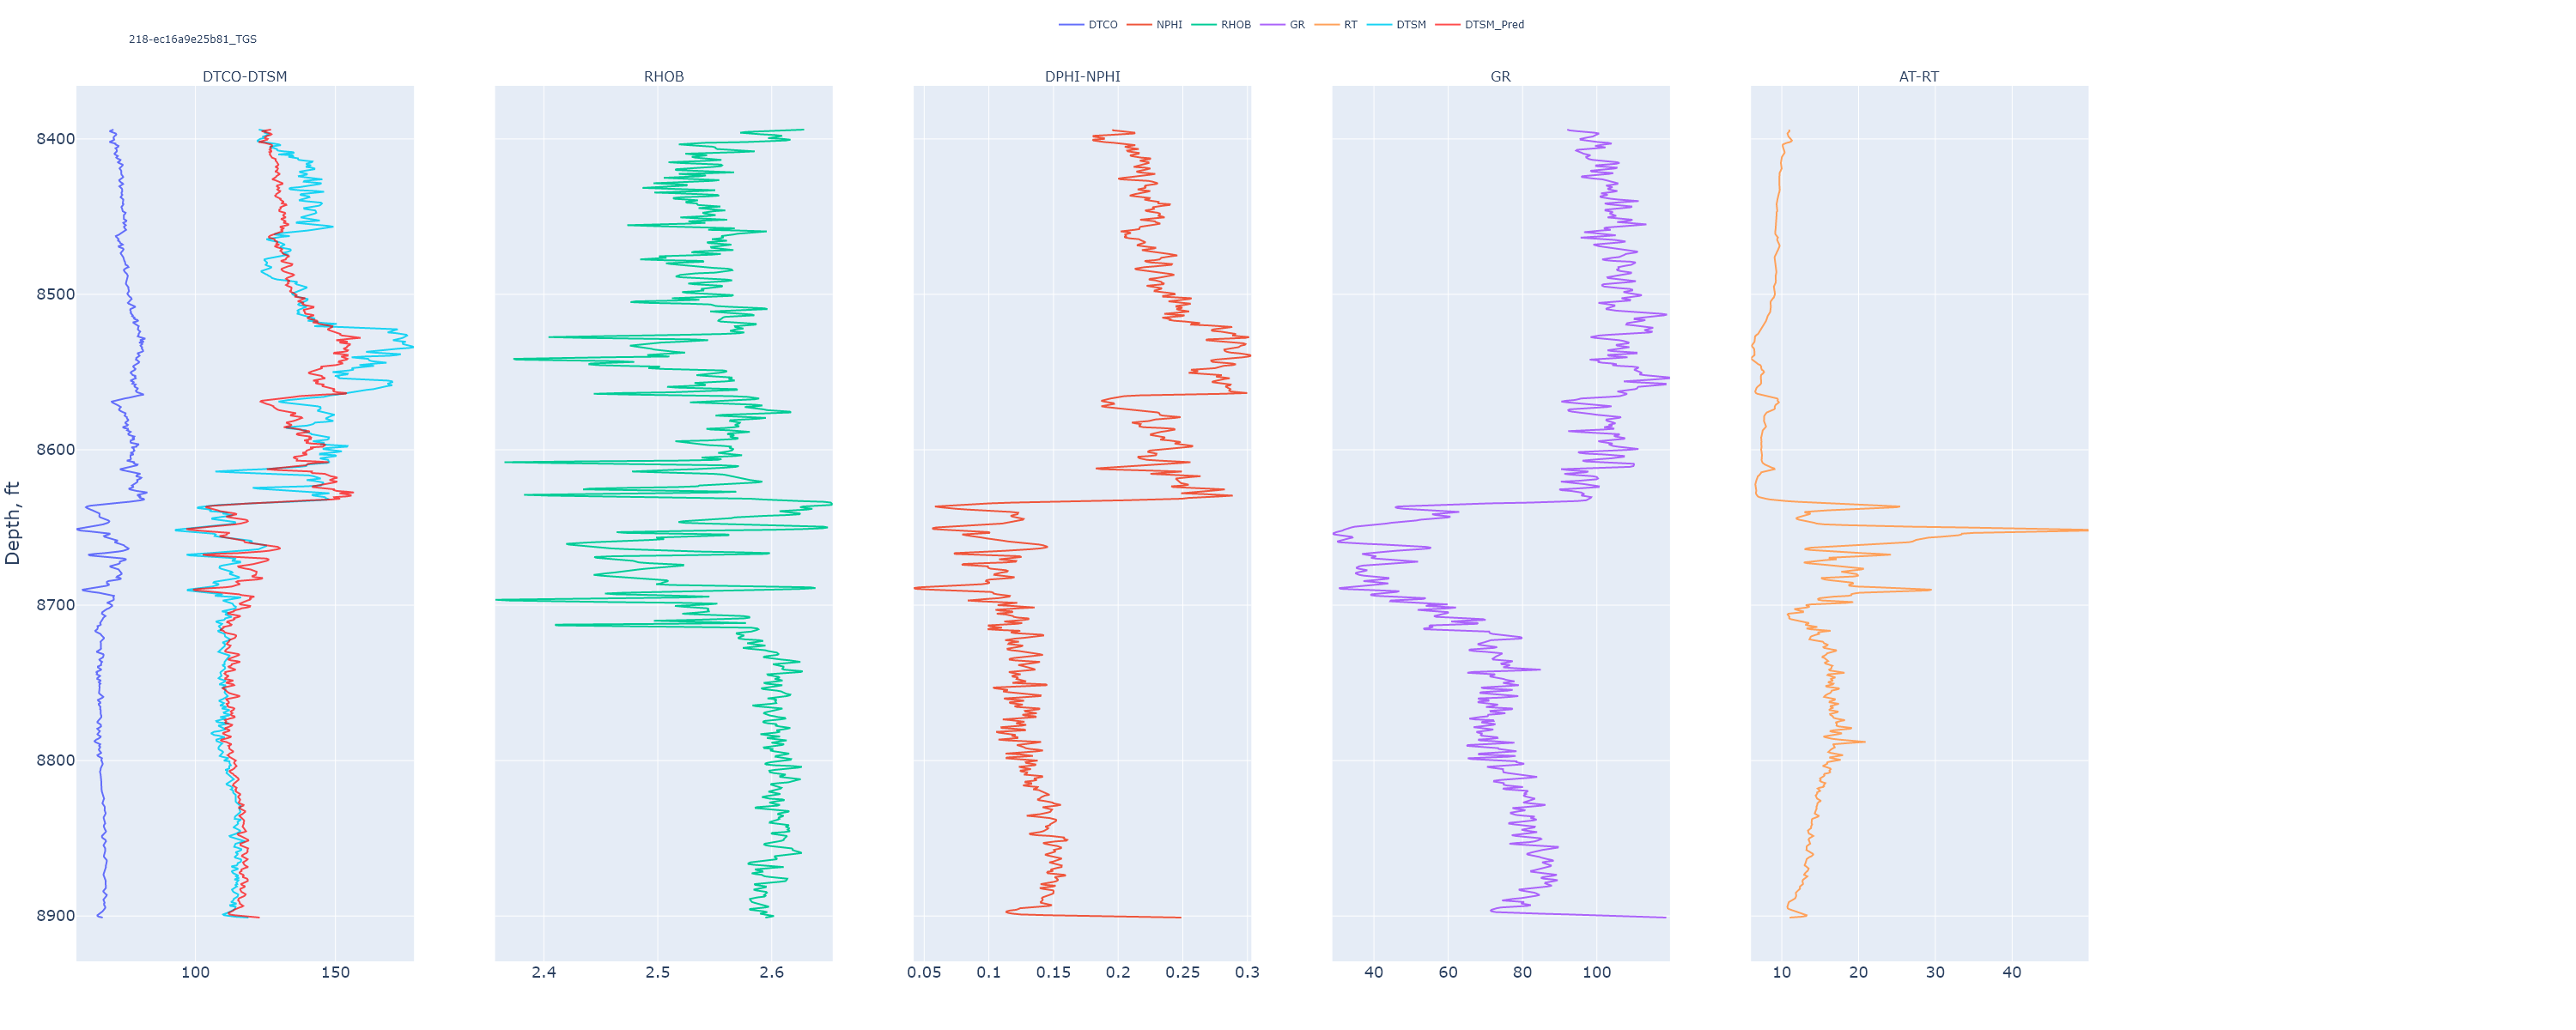 DTCO NPHI RHOB GR RT DTSM DTSM_Pred
218-ec16a9e25b81_TGS
DTCO-DTSM RHOB DPHI-NPHI GR AT-RT
8400
8500
8600
8700
8800
8900
Depth, ft
100 150 2.4 2.5 2.6 0.05 0.1 0.15 0.2 0.25 0.3 40 60 80 100 10 20 30 40